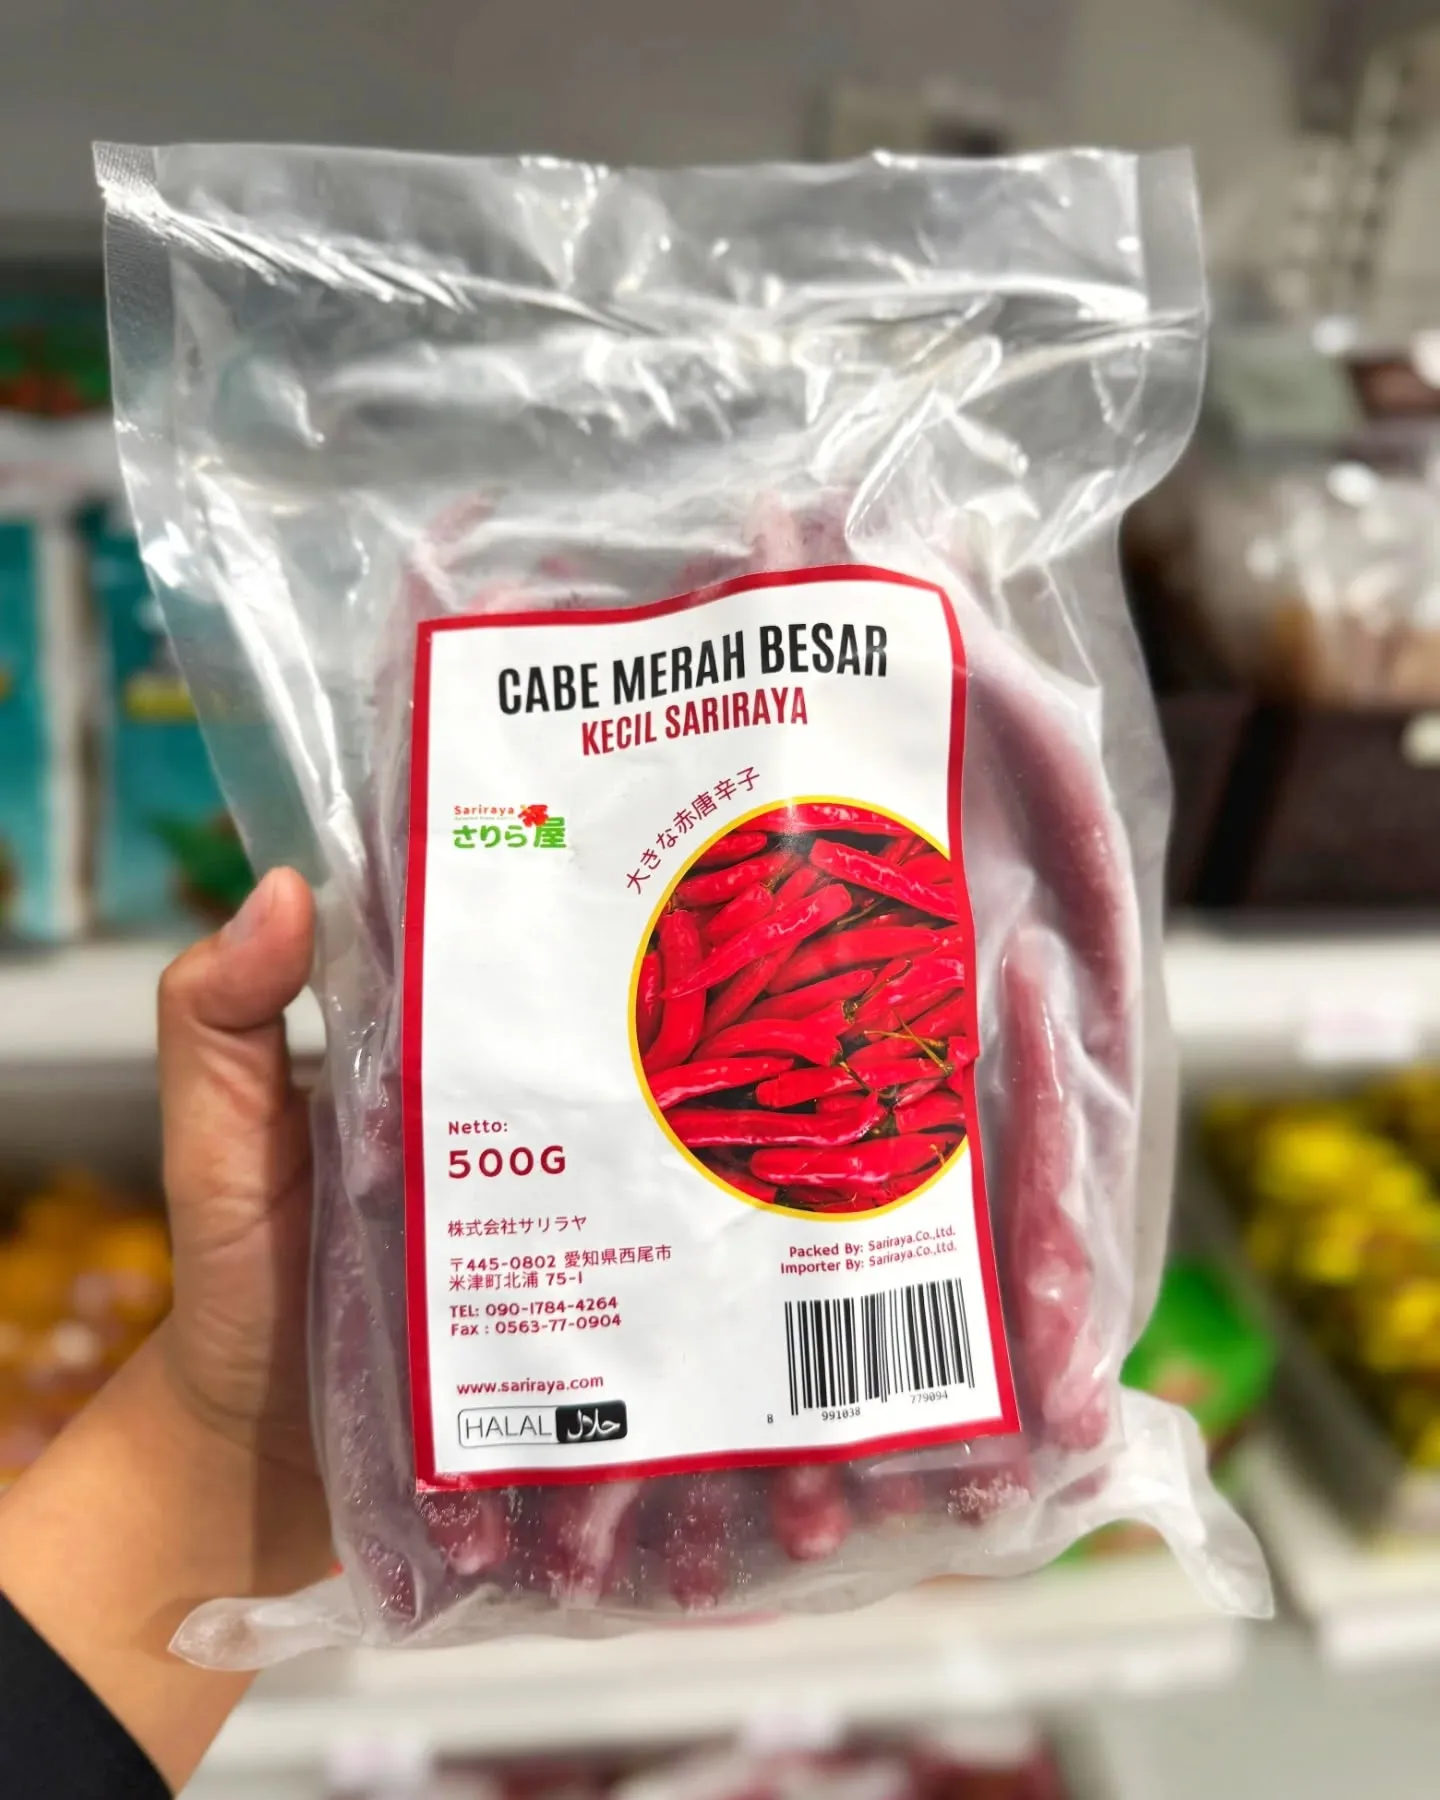 CABE MERAH BESAR
KECIL SARIRAYA
Sariraya
さりら屋
大きな赤唐辛子
Netto:
500G
株式会社サリラヤ
〒445-0802 愛知県西尾市
米津町北浦 75-1
TEL: 090-1784-4264
Fax : 0563-77-0904
Packed By: Sariraya.Co.,Ltd.
Importer By: Sariraya.Co.,Ltd.
www.sariraya.com
HALAL حلال
8 991038 779094